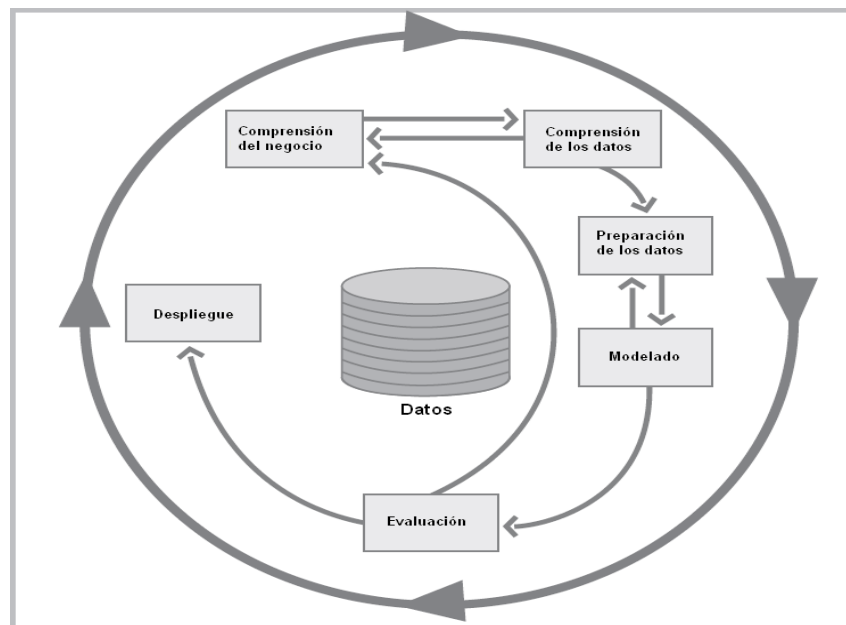 Comprensión
del negocio
Comprensión
de los datos
Preparación
de los datos
Despliegue
Modelado
Datos
Evaluación